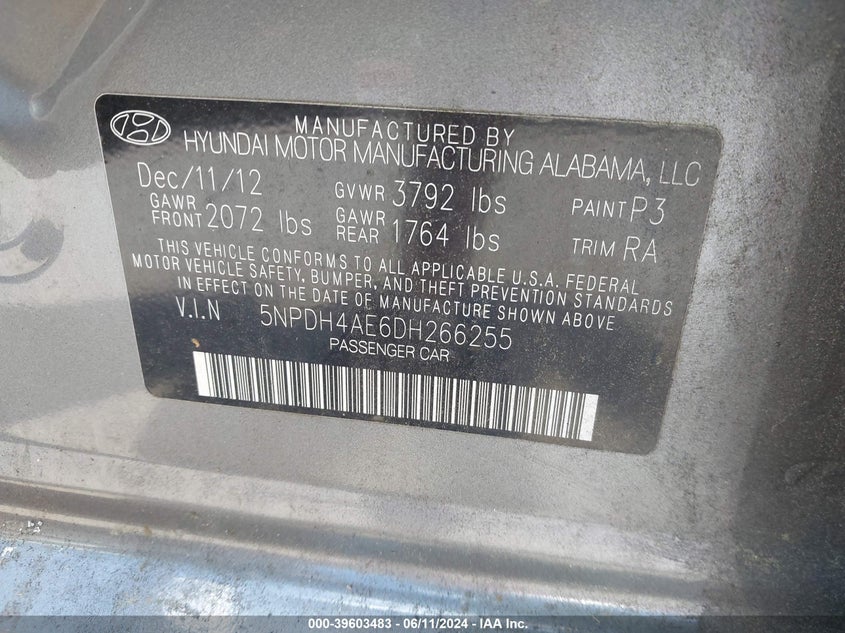 MANUFACTURED BY
HYUNDAI MOTOR MANUFACTURING ALABAMA, LLC
Dec/11/12 GVWR 3792 lbs PAINT P3
GAWR FRONT 2072 lbs GAWR REAR 1764 lbs TRIM RA
THIS VEHICLE CONFORMS TO ALL APPLICABLE U.S.A. FEDERAL
MOTOR VEHICLE SAFETY, BUMPER, AND THEFT PREVENTION STANDARDS
IN EFFECT ON THE DATE OF MANUFACTURE SHOWN ABOVE
V.I.N 5NPDH4AE6DH266255
PASSENGER CAR
000-39603483 - 06/11/2024 - IAA Inc.